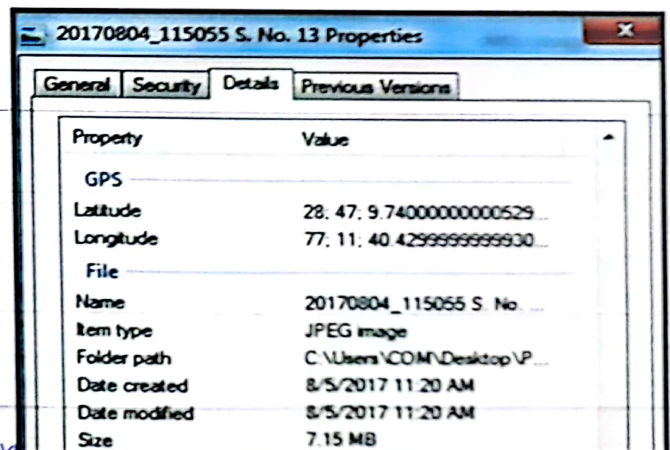 20170804_115055 S. No. 13 Properties
General Security Details Previous Versions
Property Value
GPS
Latitude 28; 47; 9.74000000000529...
Longitude 77; 11; 40.4299999999930...
File
Name 20170804_115055 S. No. ...
Item type JPEG image
Folder path C:\Users\COM\Desktop\P...
Date created 8/5/2017 11:20 AM
Date modified 8/5/2017 11:20 AM
Size 7.15 MB